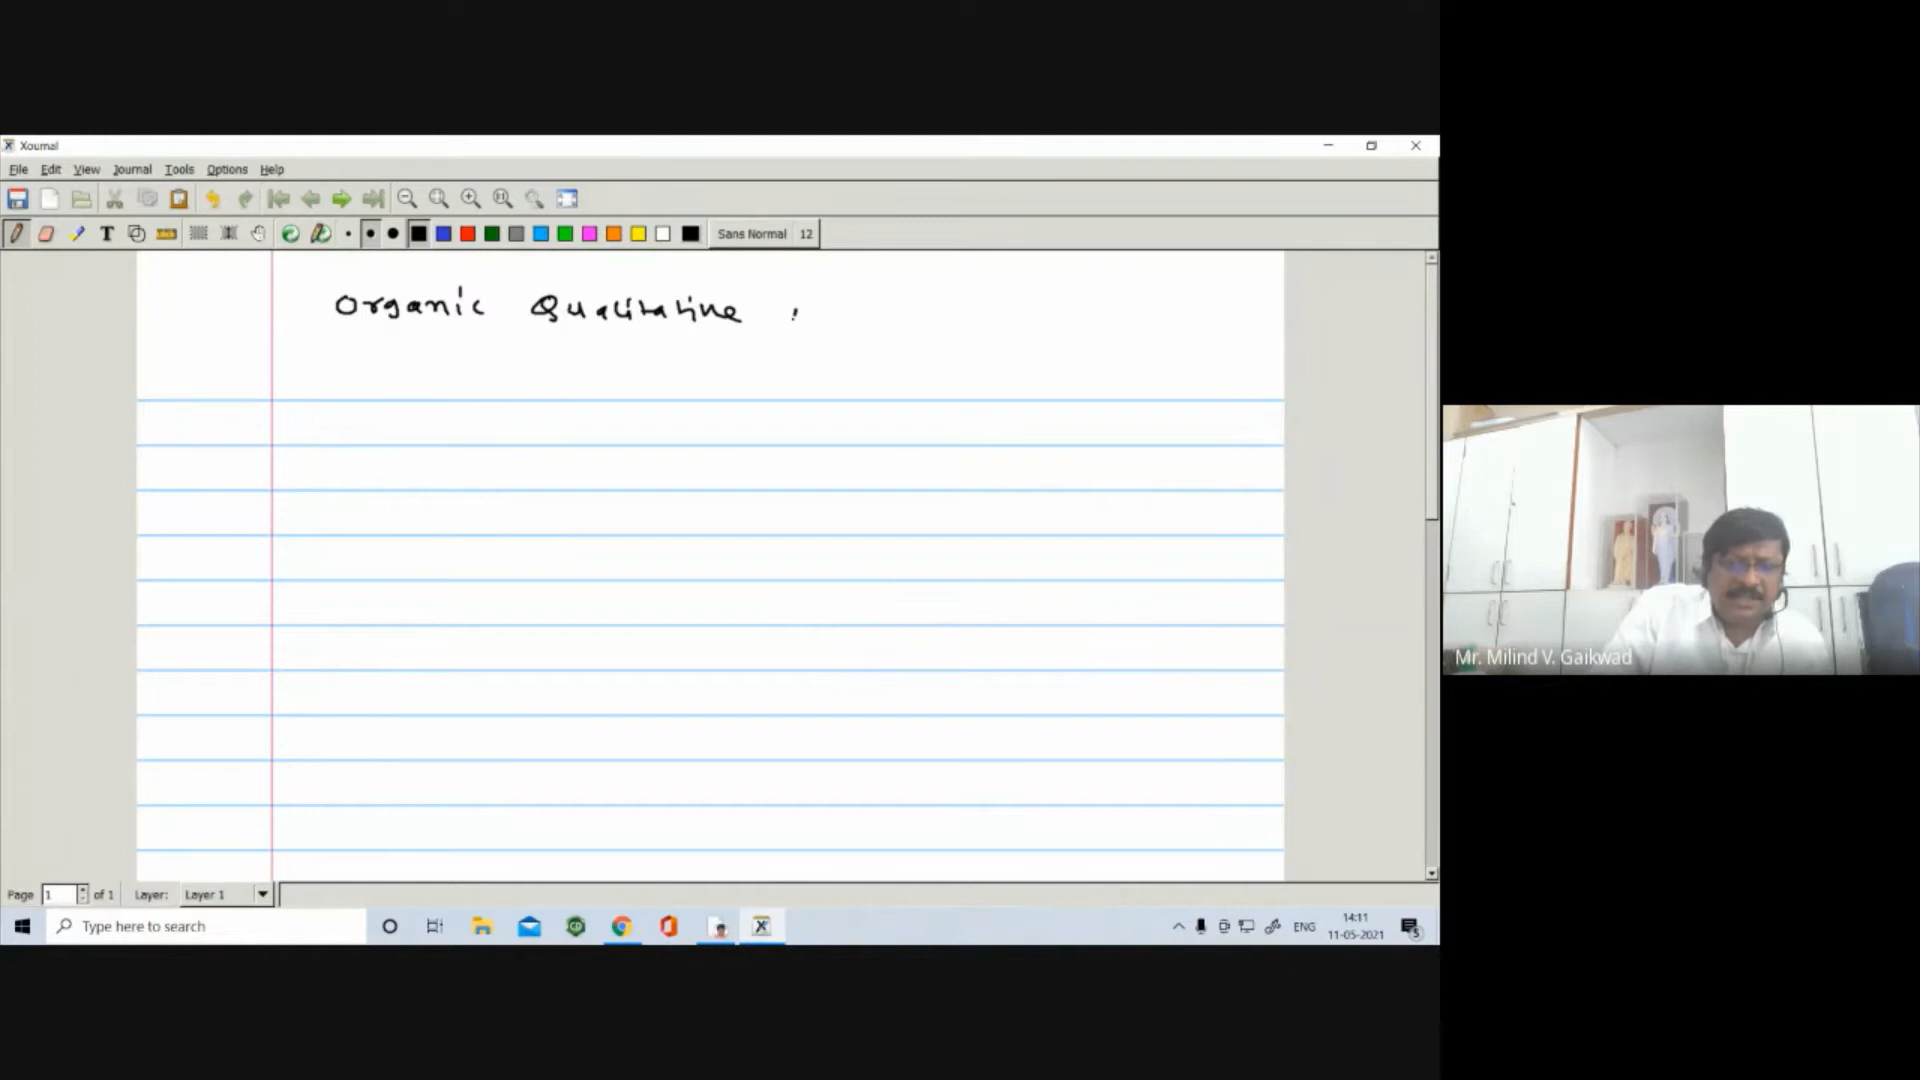 Xournal
File Edit View Journal Tools Options Help
T Sans Normal 12
Organic Qualitative
Mr. Milind V. Gaikwad
Page 1 of 1 Layer: Layer 1
Type here to search
ENG 14:11
11-05-2021 5